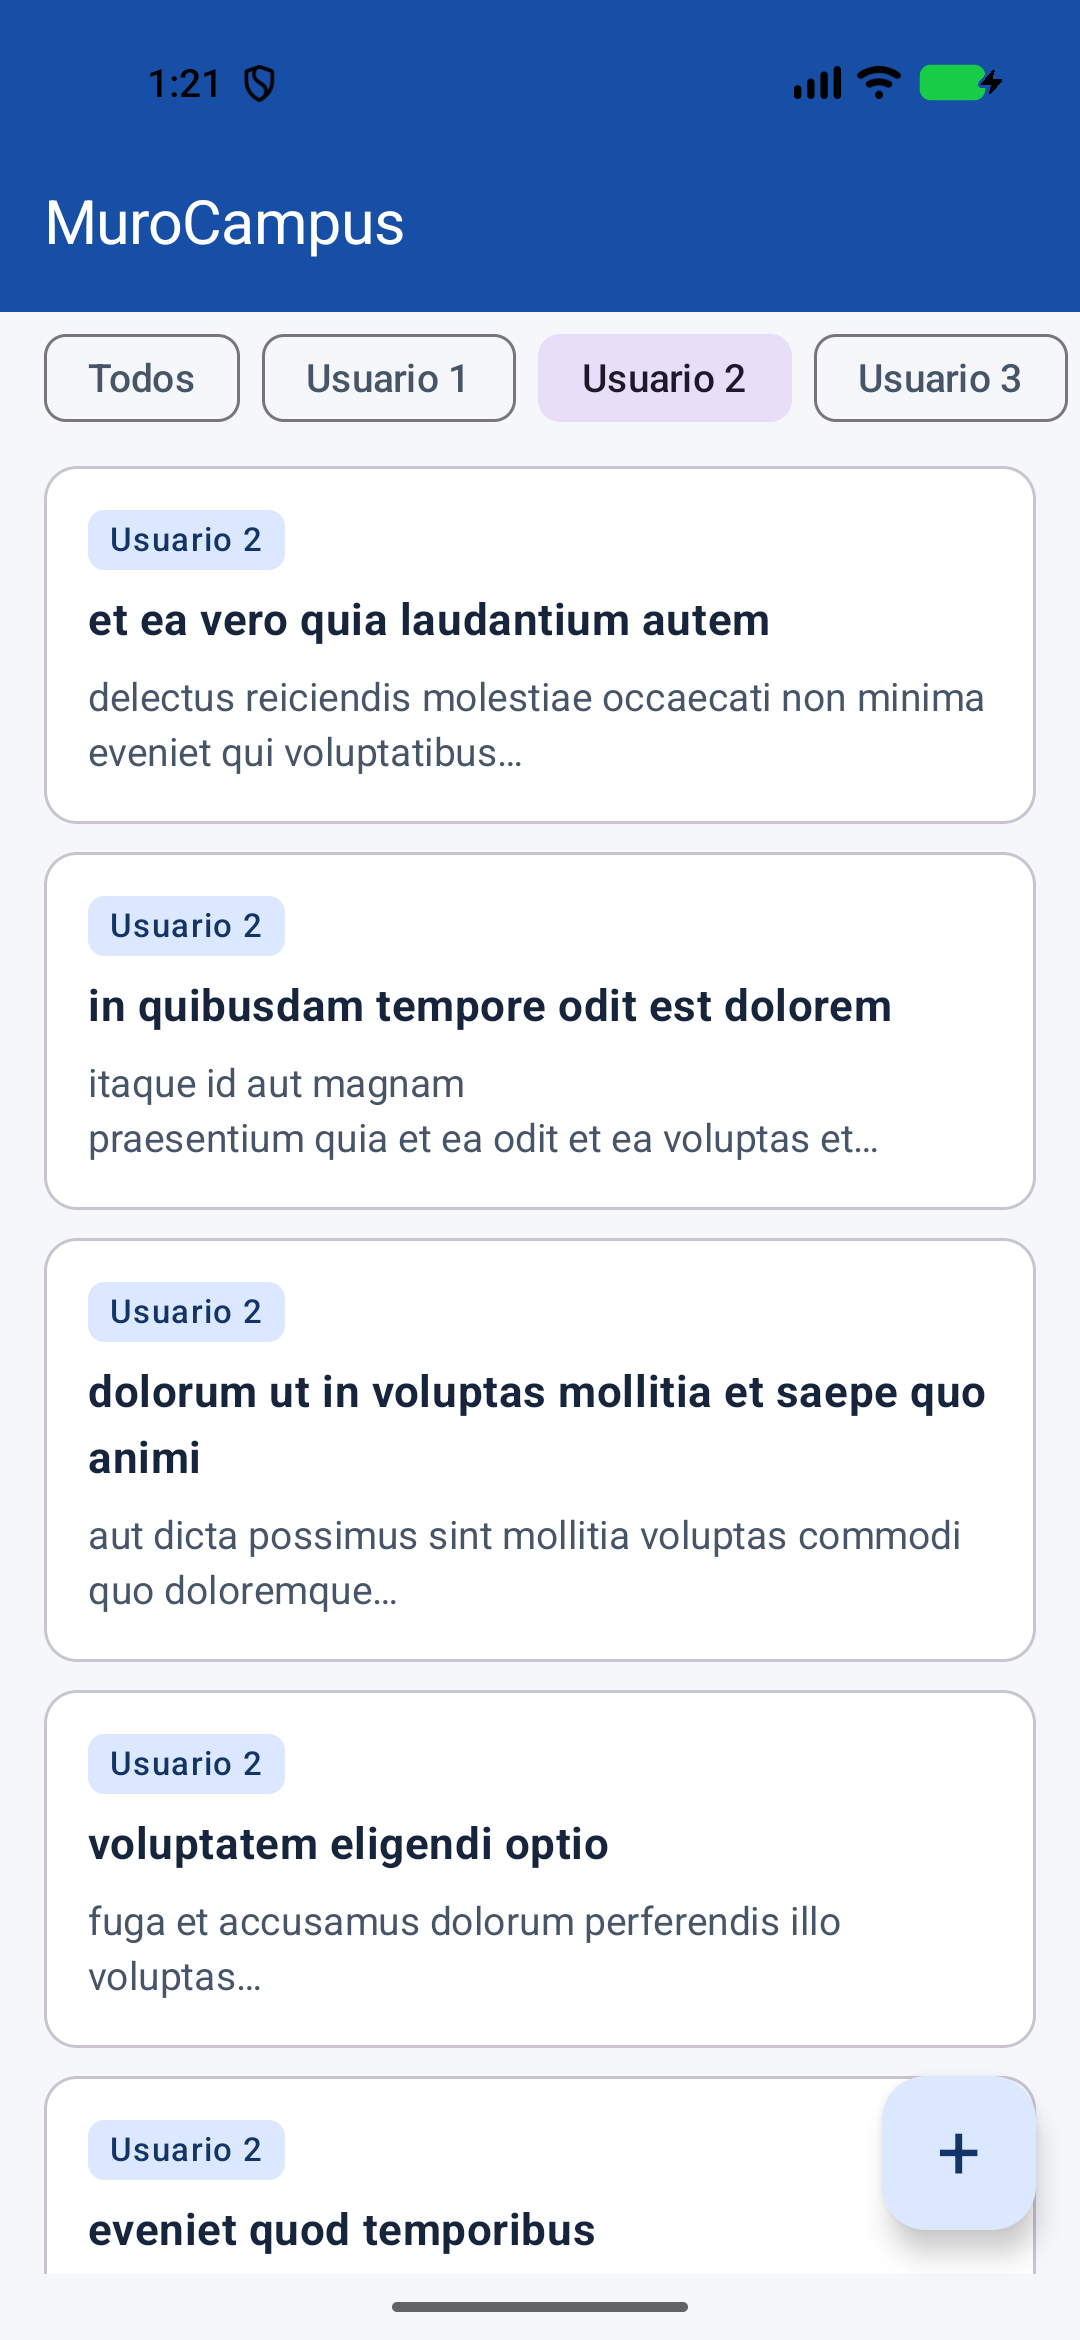 1:21
MuroCampus
Todos
Usuario 1
Usuario 2
Usuario 3
Usuario 2
et ea vero quia laudantium autem
delectus reiciendis molestiae occaecati non minima
eveniet qui voluptatibus…
Usuario 2
in quibusdam tempore odit est dolorem
itaque id aut magnam
praesentium quia et ea odit et ea voluptas et…
Usuario 2
dolorum ut in voluptas mollitia et saepe quo
animi
aut dicta possimus sint mollitia voluptas commodi
quo doloremque…
Usuario 2
voluptatem eligendi optio
fuga et accusamus dolorum perferendis illo
voluptas…
Usuario 2
eveniet quod temporibus
+